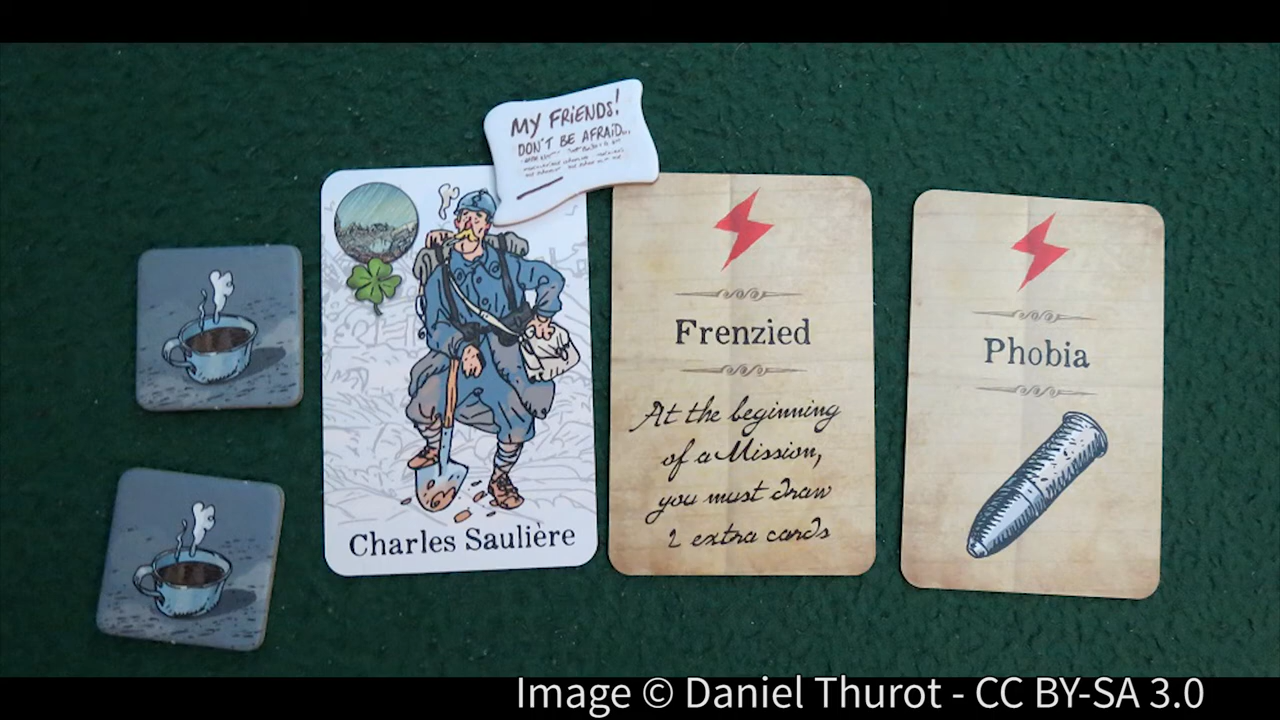 MY FRiENDS!
DON'T BE AFRAiD...
Charles Saulière
Frenzied
At the beginning
of a Mission,
you must draw
2 extra cards
Phobia
Image © Daniel Thurot - CC BY-SA 3.0